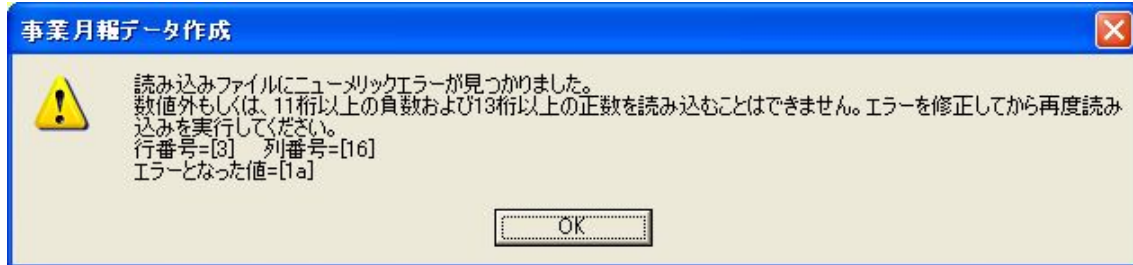 事業月報データ作成
読み込みファイルにニューメリックエラーが見つかりました。
数値外もしくは、11桁以上の負数および13桁以上の正数を読み込むことはできません。エラーを修正してから再度読み
込みを実行してください。
行番号=[3] 列番号=[16]
エラーとなった値=[1a]
OK